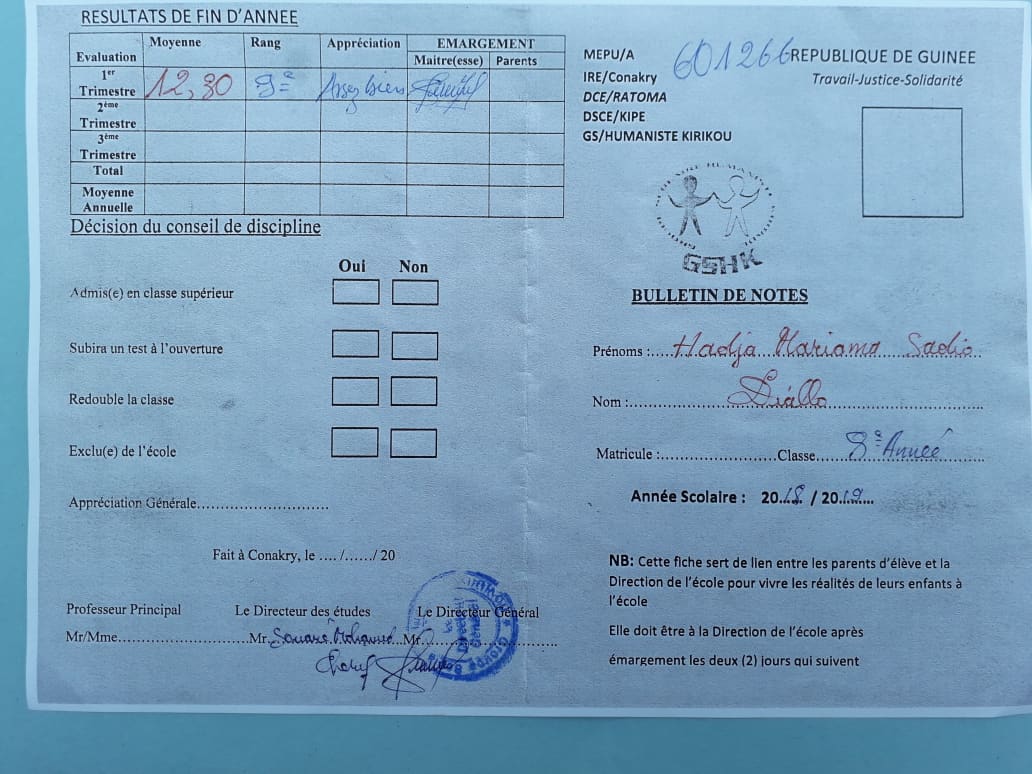 RESULTATS DE FIN D'ANNEE
Evaluation Moyenne Rang Appréciation EMARGEMENT
Maitre(esse) Parents
1er Trimestre 12,30 9e Assez bien
2ème Trimestre
3ème Trimestre
Total
Moyenne Annuelle
Décision du conseil de discipline
Oui Non
Admis(e) en classe supérieur
Subira un test à l'ouverture
Redouble la classe
Exclu(e) de l'école
Appréciation Générale..............................
Fait à Conakry, le ..../....../ 20
Professeur Principal Le Directeur des études Le Directeur Général
Mr/Mme.............................Mr Mohamed Mr
MEPU/A 601266 REPUBLIQUE DE GUINEE
IRE/Conakry Travail-Justice-Solidarité
DCE/RATOMA
DSCE/KIPE
GS/HUMANISTE KIRIKOU
GSHK
BULLETIN DE NOTES
Prénoms :..... Hadja Mariama Sadio
Nom :........ Diallo
Matricule :........................Classe..... 8e Année
Année Scolaire : 2018 / 2019
NB: Cette fiche sert de lien entre les parents d'élève et la
Direction de l'école pour vivre les réalités de leurs enfants à
l'école
Elle doit être à la Direction de l'école après
émargement les deux (2) jours qui suivent